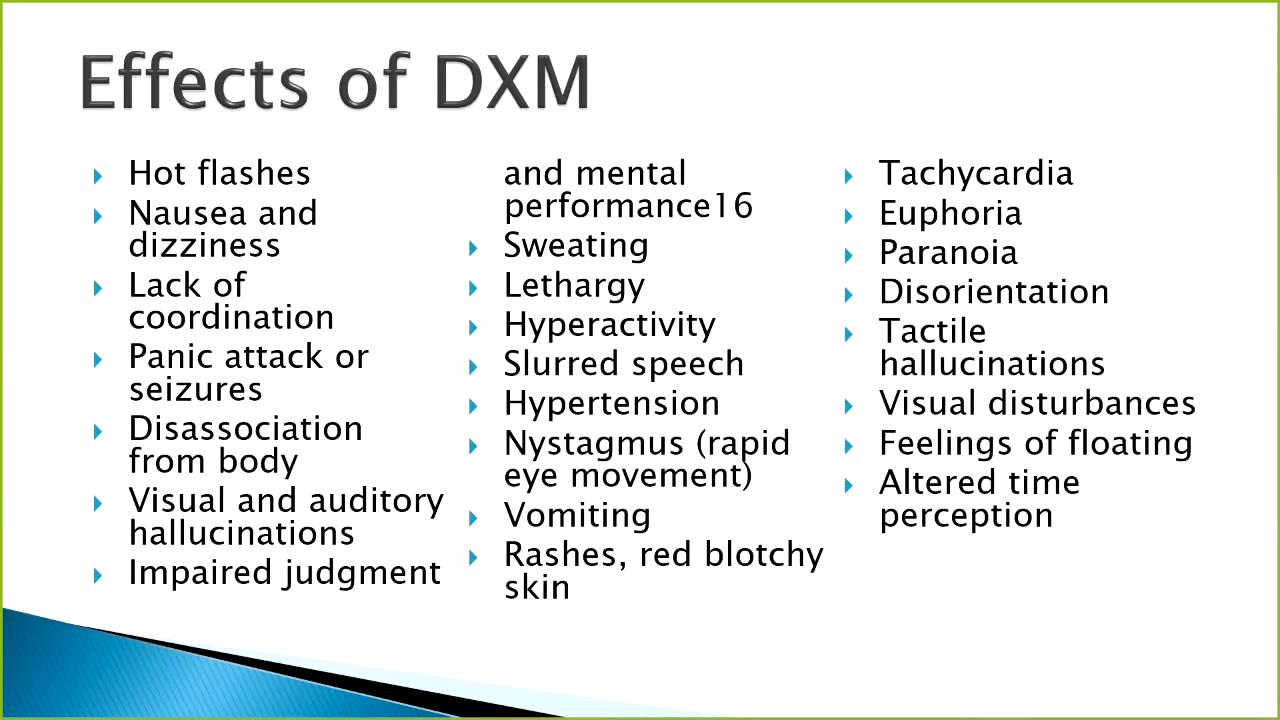 Effects of DXM
Hot flashes
Nausea and
dizziness
Lack of
coordination
Panic attack or
seizures
Disassociation
from body
Visual and auditory
hallucinations
Impaired judgment
and mental
performance16
Sweating
Lethargy
Hyperactivity
Slurred speech
Hypertension
Nystagmus (rapid
eye movement)
Vomiting
Rashes, red blotchy
skin
Tachycardia
Euphoria
Paranoia
Disorientation
Tactile
hallucinations
Visual disturbances
Feelings of floating
Altered time
perception